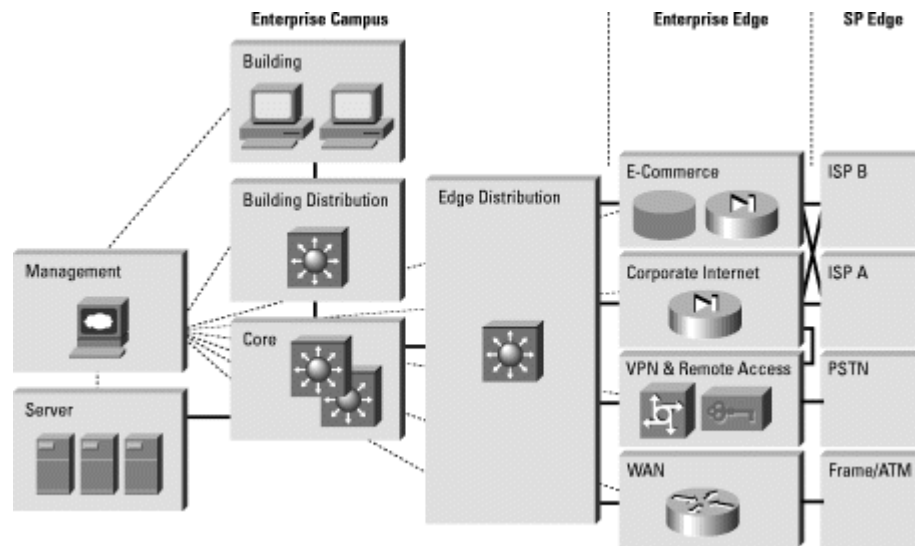 Enterprise Campus
Enterprise Edge
SP Edge
Building
Building Distribution
Management
Core
Server
Edge Distribution
E-Commerce
ISP B
Corporate Internet
ISP A
VPN & Remote Access
PSTN
WAN
Frame/ATM